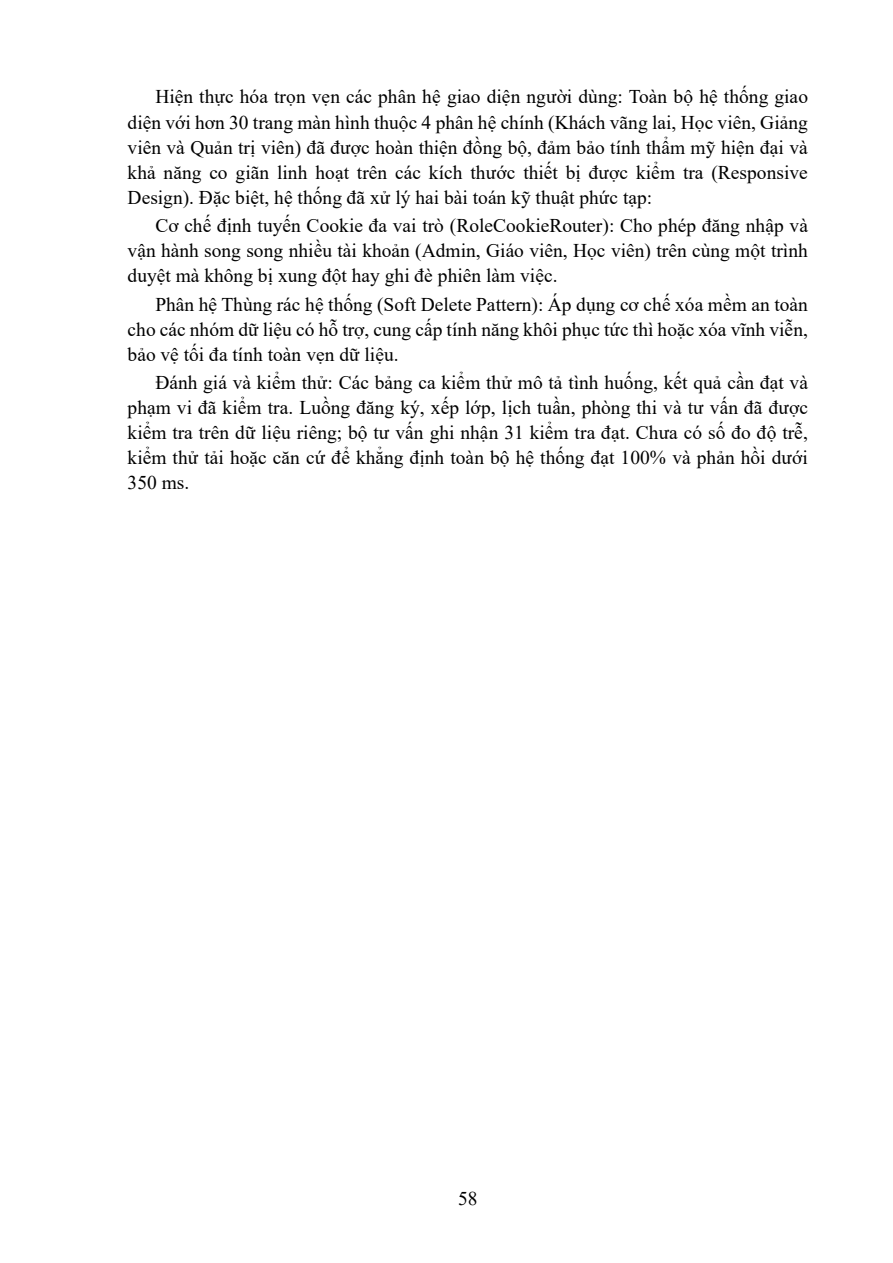 Hiện thực hóa trọn vẹn các phân hệ giao diện người dùng: Toàn bộ hệ thống giao
diện với hơn 30 trang màn hình thuộc 4 phân hệ chính (Khách vãng lai, Học viên, Giảng
viên và Quản trị viên) đã được hoàn thiện đồng bộ, đảm bảo tính thẩm mỹ hiện đại và
khả năng co giãn linh hoạt trên các kích thước thiết bị được kiểm tra (Responsive
Design). Đặc biệt, hệ thống đã xử lý hai bài toán kỹ thuật phức tạp:
Cơ chế định tuyến Cookie đa vai trò (RoleCookieRouter): Cho phép đăng nhập và
vận hành song song nhiều tài khoản (Admin, Giáo viên, Học viên) trên cùng một trình
duyệt mà không bị xung đột hay ghi đè phiên làm việc.
Phân hệ Thùng rác hệ thống (Soft Delete Pattern): Áp dụng cơ chế xóa mềm an toàn
cho các nhóm dữ liệu có hỗ trợ, cung cấp tính năng khôi phục tức thì hoặc xóa vĩnh viễn,
bảo vệ tối đa tính toàn vẹn dữ liệu.
Đánh giá và kiểm thử: Các bảng ca kiểm thử mô tả tình huống, kết quả cần đạt và
phạm vi đã kiểm tra. Luồng đăng ký, xếp lớp, lịch tuần, phòng thi và tư vấn đã được
kiểm tra trên dữ liệu riêng; bộ tư vấn ghi nhận 31 kiểm tra đạt. Chưa có số đo độ trễ,
kiểm thử tải hoặc căn cứ để khẳng định toàn bộ hệ thống đạt 100% và phản hồi dưới
350 ms.
58